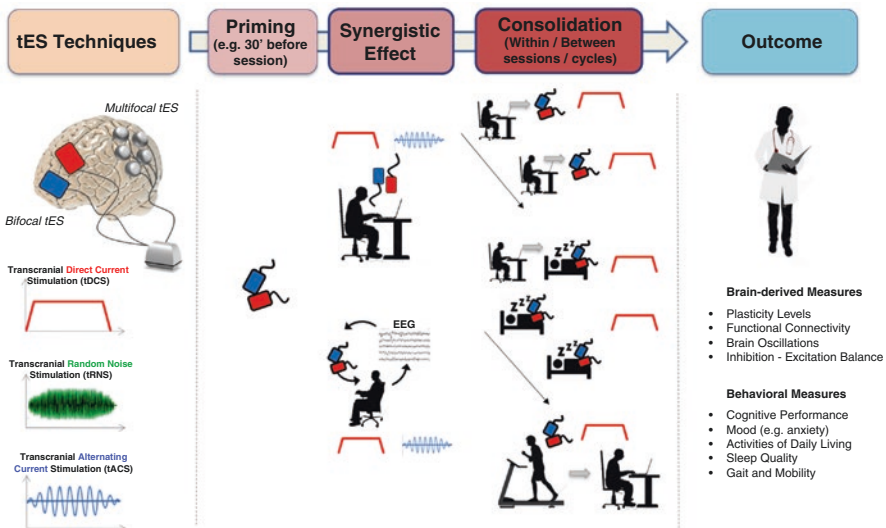 tES Techniques
Priming
(e.g. 30' before
session)
Synergistic
Effect
Consolidation
(Within / Between
sessions / cycles)
Outcome
Multifocal tES
Bifocal tES
Transcranial Direct Current
Stimulation (tDCS)
Transcranial Random Noise
Stimulation (tRNS)
Transcranial Alternating
Current Stimulation (tACS)
EEG
zzz
zzz
zzz
Brain-derived Measures
• Plasticity Levels
• Functional Connectivity
• Brain Oscillations
• Inhibition - Excitation Balance
Behavioral Measures
• Cognitive Performance
• Mood (e.g. anxiety)
• Activities of Daily Living
• Sleep Quality
• Gait and Mobility